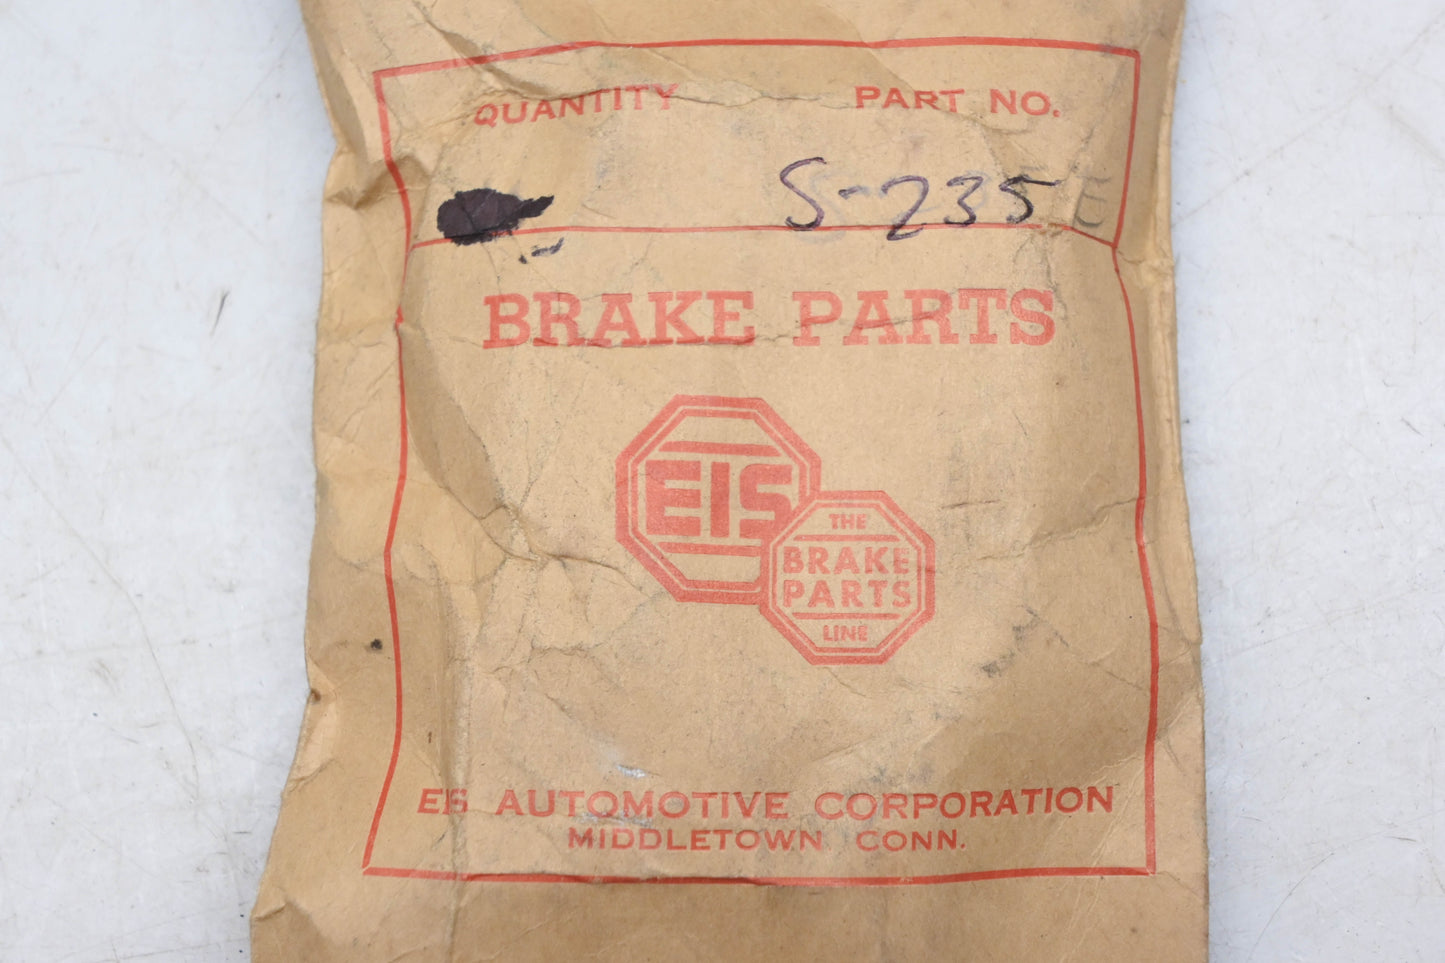 QUANTITY PART NO.
S-235 E
BRAKE PARTS
EIS
THE
BRAKE
PARTS
LINE
EIS AUTOMOTIVE CORPORATION
MIDDLETOWN, CONN.